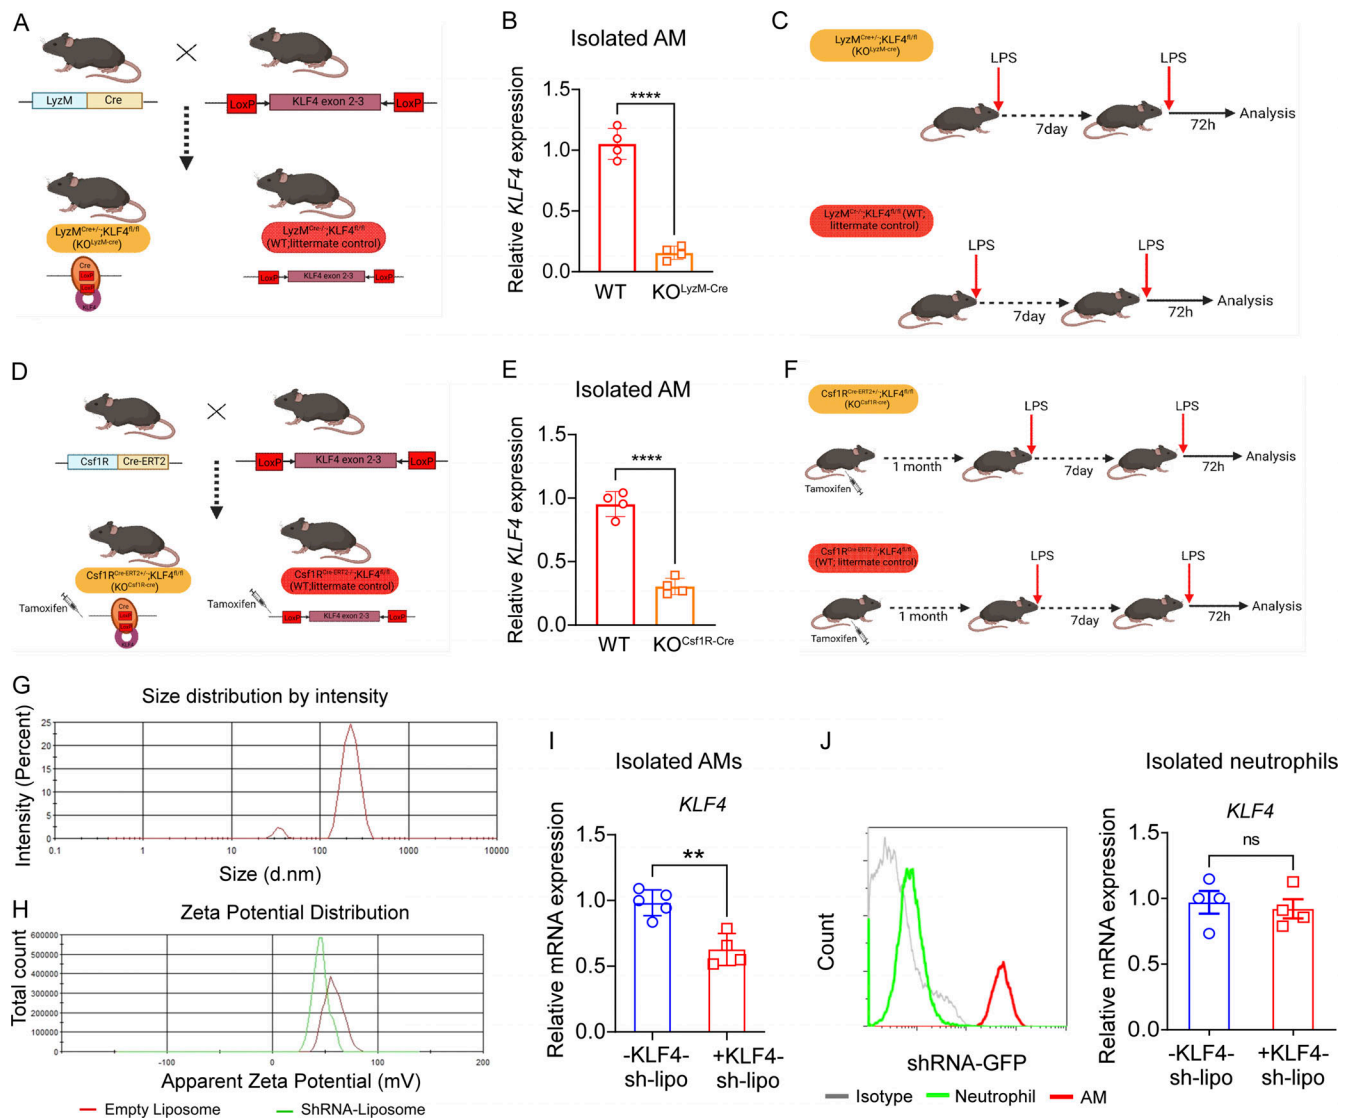 A
LyzM
Cre
LoxP
KLF4 exon 2-3
LoxP
LyzMCre+/-;KLF4fl/fl
(KOLyzM-cre)
LyzMCre-/-;KLF4fl/fl
(WT;littermate control)
Cre
LoxP
LoxP
KLF4
LoxP
KLF4 exon 2-3
LoxP
B
Isolated AM
Relative KLF4 expression
1.5
1.0
0.5
0.0
****
WT
KOLyzM-Cre
C
LyzMCre+/-;KLF4fl/fl
(KOLyzM-cre)
LPS
LPS
7day
72h
Analysis
LyzMCr-/-;KLF4fl/fl (WT;
littermate control)
LPS
LPS
7day
72h
Analysis
D
Csf1R
Cre-ERT2
LoxP
KLF4 exon 2-3
LoxP
Csf1RCre-ERT2+/-;KLF4fl/fl
(KOCsf1R-cre)
Csf1RCre-ERT2-/-;KLF4fl/fl
(WT;littermate control)
Tamoxifen
Cre
LoxP
LoxP
KLF4
Tamoxifen
LoxP
KLF4 exon 2-3
LoxP
E
Isolated AM
Relative KLF4 expression
1.5
1.0
0.5
0.0
****
WT
KOCsf1R-Cre
F
Csf1RCre-ERT2+/-;KLF4fl/fl
(KOCsf1R-cre)
LPS
LPS
Tamoxifen
1 month
7day
72h
Analysis
Csf1RCre-ERT2-/-;KLF4fl/fl
(WT; littermate control)
LPS
LPS
Tamoxifen
1 month
7day
72h
Analysis
G
Size distribution by intensity
Intensity (Percent)
25
20
15
10
5
0
0.1
1
10
100
1000
10000
Size (d.nm)
H
Zeta Potential Distribution
Total count
600000
500000
400000
300000
200000
100000
0
-100
0
100
200
Apparent Zeta Potential (mV)
Empty Liposome
ShRNA-Liposome
I
Isolated AMs
KLF4
Relative mRNA expression
1.5
1.0
0.5
0.0
**
-KLF4-
sh-lipo
+KLF4-
sh-lipo
J
Count
shRNA-GFP
Isotype
Neutrophil
AM
Isolated neutrophils
KLF4
Relative mRNA expression
1.5
1.0
0.5
0.0
ns
-KLF4-
sh-lipo
+KLF4-
sh-lipo